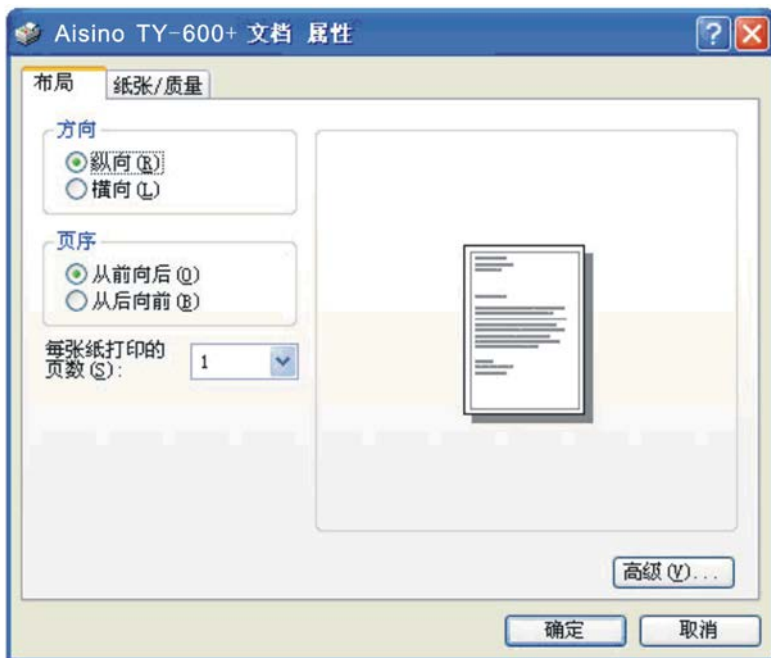 Aisino TY-600+ 文档 属性
布局
纸张/质量
方向
纵向(R)
横向(L)
页序
从前向后(O)
从后向前(B)
每张纸打印的
页数(S):
1
高级(V)...
确定
取消